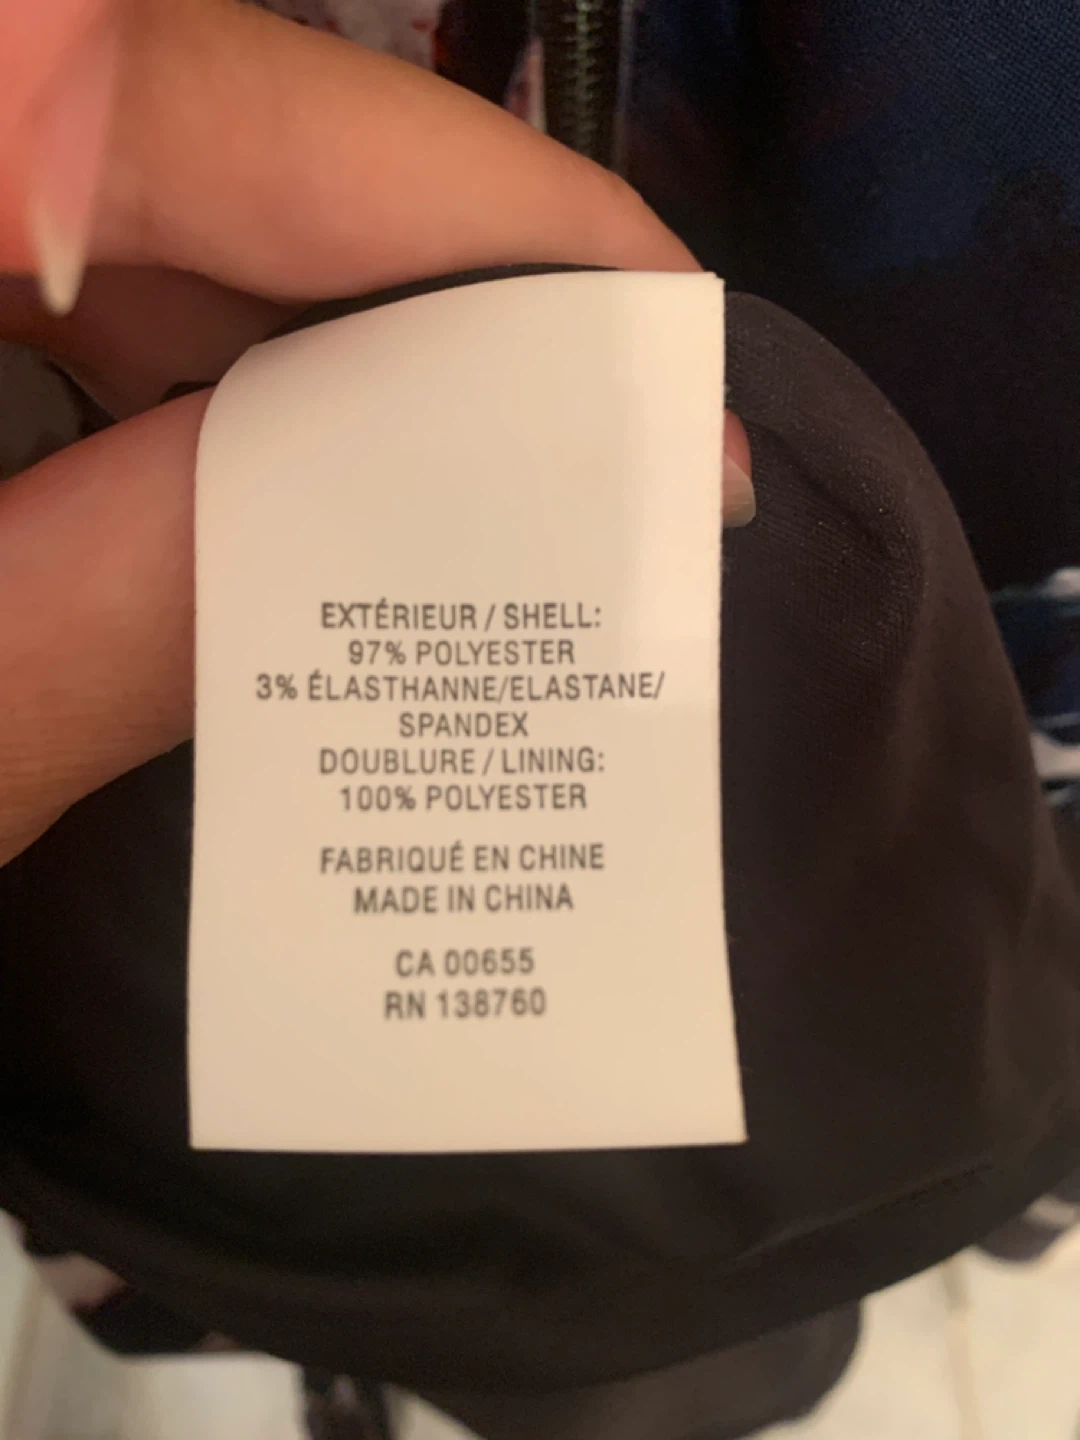 EXTÉRIEUR / SHELL:
97% POLYESTER
3% ÉLASTHANNE/ELASTANE/
SPANDEX
DOUBLURE / LINING:
100% POLYESTER
FABRIQUÉ EN CHINE
MADE IN CHINA
CA 00655
RN 138760